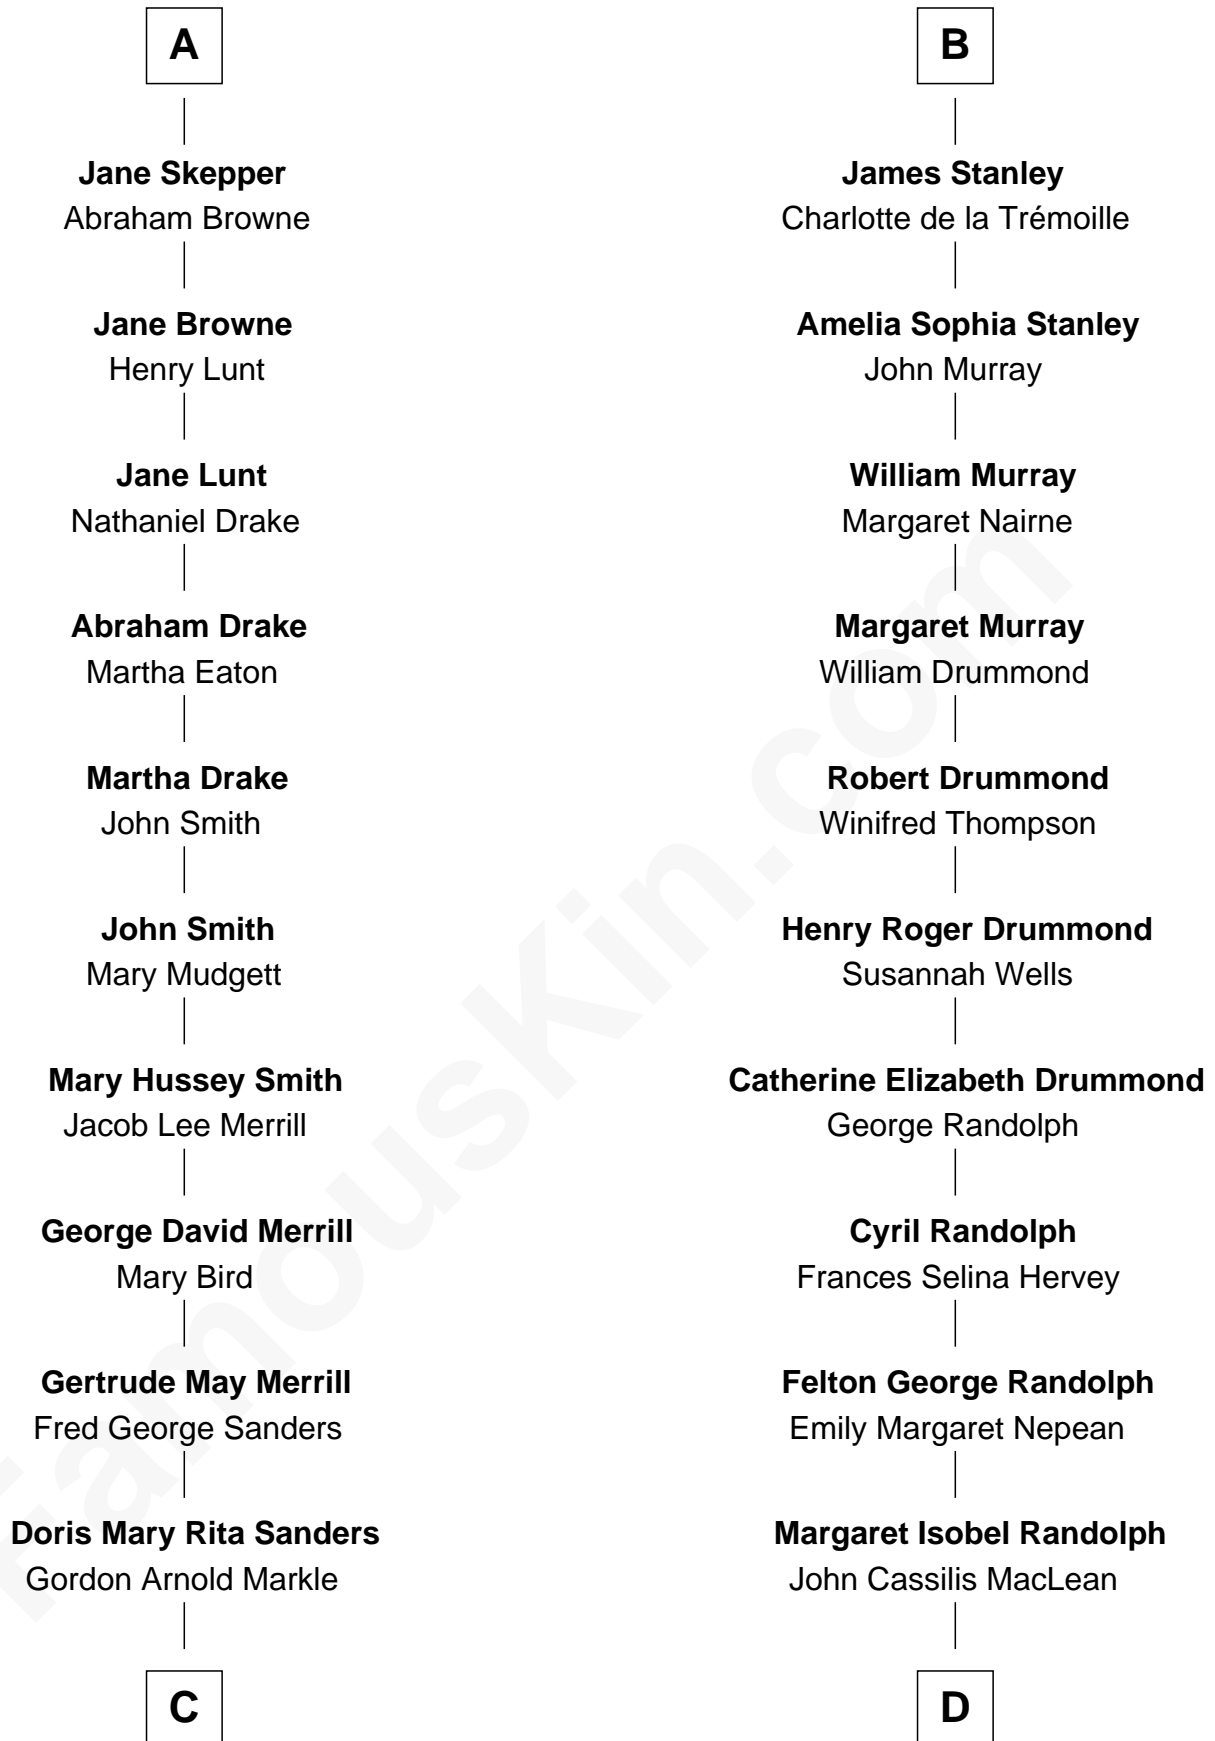 A
Jane Skepper
Abraham Browne
Jane Browne
Henry Lunt
Jane Lunt
Nathaniel Drake
Abraham Drake
Martha Eaton
Martha Drake
John Smith
John Smith
Mary Mudgett
Mary Hussey Smith
Jacob Lee Merrill
George David Merrill
Mary Bird
Gertrude May Merrill
Fred George Sanders
Doris Mary Rita Sanders
Gordon Arnold Markle
C
B
James Stanley
Charlotte de la Trémoille
Amelia Sophia Stanley
John Murray
William Murray
Margaret Nairne
Margaret Murray
William Drummond
Robert Drummond
Winifred Thompson
Henry Roger Drummond
Susannah Wells
Catherine Elizabeth Drummond
George Randolph
Cyril Randolph
Frances Selina Hervey
Felton George Randolph
Emily Margaret Nepean
Margaret Isobel Randolph
John Cassilis MacLean
D
FamousKin.com